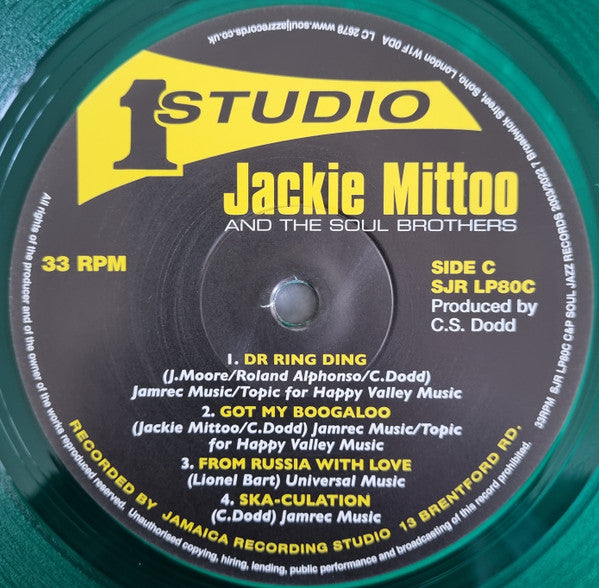 1 STUDIO
Jackie Mittoo
AND THE SOUL BROTHERS
33 RPM
SIDE C
SJR LP80C
Produced by
C.S. Dodd
1. DR RING DING
(J.Moore/Roland Alphonso/C.Dodd)
Jamrec Music/Topic for Happy Valley Music
2. GOT MY BOOGALOO
(Jackie Mittoo/C.Dodd) Jamrec Music/Topic
for Happy Valley Music
3. FROM RUSSIA WITH LOVE
(Lionel Bart) Universal Music
4. SKA-CULATION
(C.Dodd) Jamrec Music
RECORDED BY JAMAICA RECORDING STUDIO 13 BRENTFORD RD.
All rights of the producer and of the owner of the works reproduced reserved. Unauthorised copying, hiring, lending, public performance and broadcasting of this record prohibited.
33RPM SJR LP80C C&P SOUL JAZZ RECORDS 2003/2022 7 Broadwick Street, Soho, London W1F 0DA LC 2678 www.souljazzrecords.co.uk